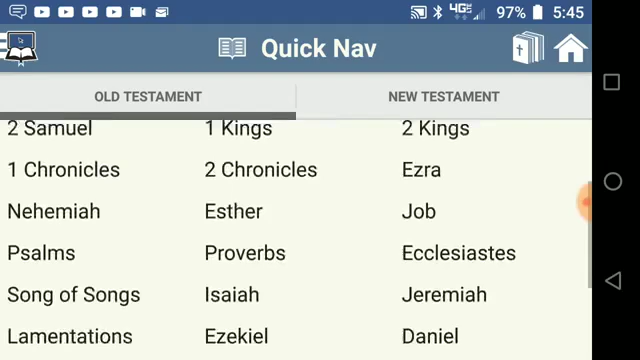 4G 97% 5:45
Quick Nav
OLD TESTAMENT NEW TESTAMENT
2 Samuel 1 Kings 2 Kings
1 Chronicles 2 Chronicles Ezra
Nehemiah Esther Job
Psalms Proverbs Ecclesiastes
Song of Songs Isaiah Jeremiah
Lamentations Ezekiel Daniel